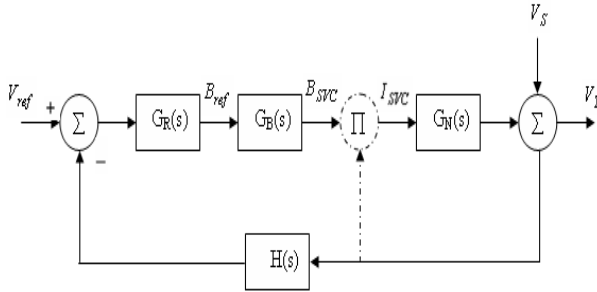 V_S
V_ref + Σ G_R(s) B_ref G_B(s) B_SVC Π I_SVC G_N(s) Σ V_1
−
H(s)